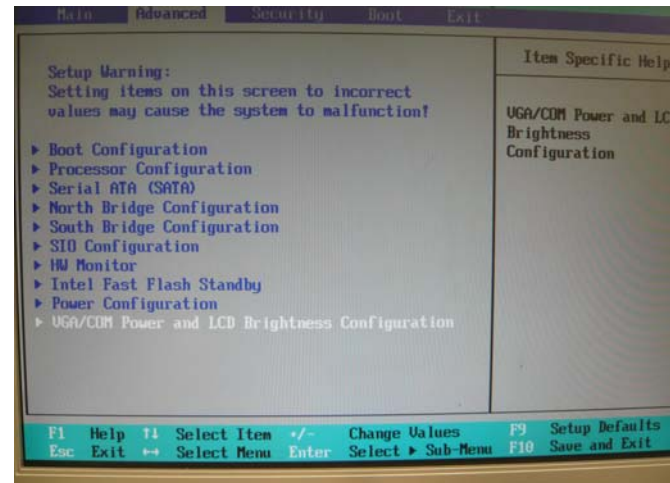 Main Advanced Security Boot Exit
Setup Warning:
Setting items on this screen to incorrect
values may cause the system to malfunction!
▶ Boot Configuration
▶ Processor Configuration
▶ Serial ATA (SATA)
▶ North Bridge Configuration
▶ South Bridge Configuration
▶ SIO Configuration
▶ HW Monitor
▶ Intel Fast Flash Standby
▶ Power Configuration
▶ VGA/COM Power and LCD Brightness Configuration
Item Specific Help
VGA/COM Power and LC
Brightness
Configuration
F1 Help ↑↓ Select Item +/- Change Values F9 Setup Defaults
Esc Exit ↔ Select Menu Enter Select ▶ Sub-Menu F10 Save and Exit